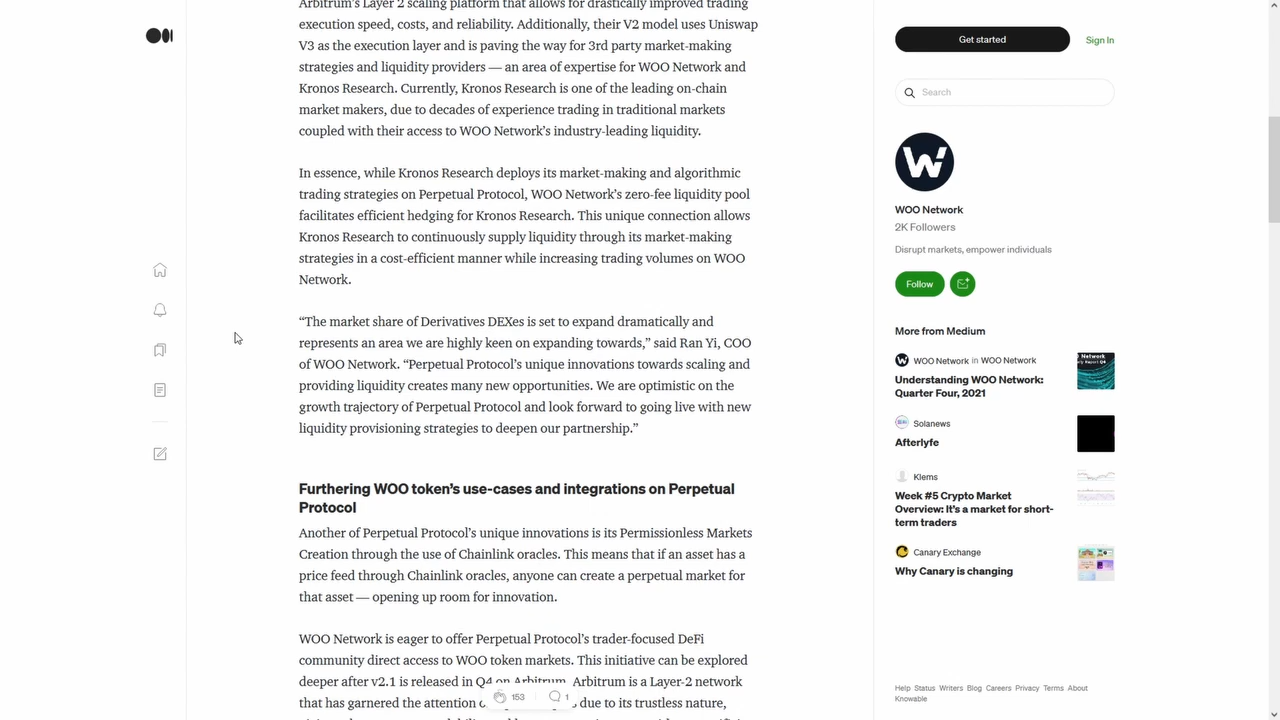 Arbitrum's Layer 2 scaling platform that allows for drastically improved trading
execution speed, costs, and reliability. Additionally, their V2 model uses Uniswap
V3 as the execution layer and is paving the way for 3rd party market-making
strategies and liquidity providers — an area of expertise for WOO Network and
Kronos Research. Currently, Kronos Research is one of the leading on-chain
market makers, due to decades of experience trading in traditional markets
coupled with their access to WOO Network's industry-leading liquidity.
In essence, while Kronos Research deploys its market-making and algorithmic
trading strategies on Perpetual Protocol, WOO Network's zero-fee liquidity pool
facilitates efficient hedging for Kronos Research. This unique connection allows
Kronos Research to continuously supply liquidity through its market-making
strategies in a cost-efficient manner while increasing trading volumes on WOO
Network.
“The market share of Derivatives DEXes is set to expand dramatically and
represents an area we are highly keen on expanding towards,” said Ran Yi, COO
of WOO Network. “Perpetual Protocol's unique innovations towards scaling and
providing liquidity creates many new opportunities. We are optimistic on the
growth trajectory of Perpetual Protocol and look forward to going live with new
liquidity provisioning strategies to deepen our partnership.”
Furthering WOO token's use-cases and integrations on Perpetual
Protocol
Another of Perpetual Protocol's unique innovations is its Permissionless Markets
Creation through the use of Chainlink oracles. This means that if an asset has a
price feed through Chainlink oracles, anyone can create a perpetual market for
that asset — opening up room for innovation.
WOO Network is eager to offer Perpetual Protocol's trader-focused DeFi
community direct access to WOO token markets. This initiative can be explored
deeper after v2.1 is released in Q4 on Arbitrum. Arbitrum is a Layer-2 network
that has garnered the attention due to its trustless nature,
153
1
Get started
Sign In
Search
WOO Network
2K Followers
Disrupt markets, empower individuals
Follow
More from Medium
WOO Network in WOO Network
Understanding WOO Network:
Quarter Four, 2021
Solanews
Afterlyfe
Klems
Week #5 Crypto Market
Overview: It's a market for short-
term traders
Canary Exchange
Why Canary is changing
Help Status Writers Blog Careers Privacy Terms About
Knowable